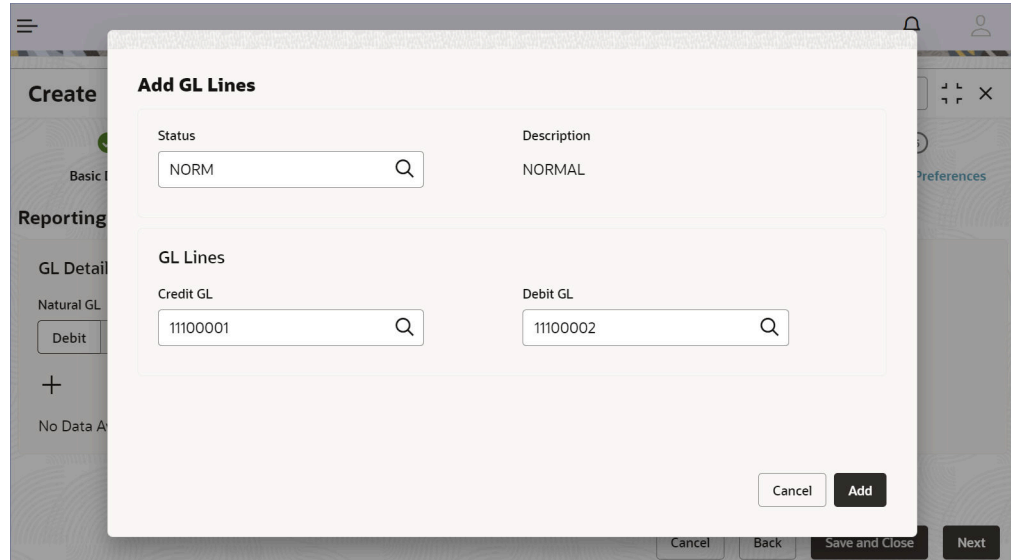 Create
Add GL Lines
Status
Description
NORM
NORMAL
Basic
Preferences
Reporting
GL Lines
GL Detail
Credit GL
Debit GL
Natural GL
11100001
11100002
Debit
+
No Data
Cancel
Add
Cancel
Back
Save and Close
Next